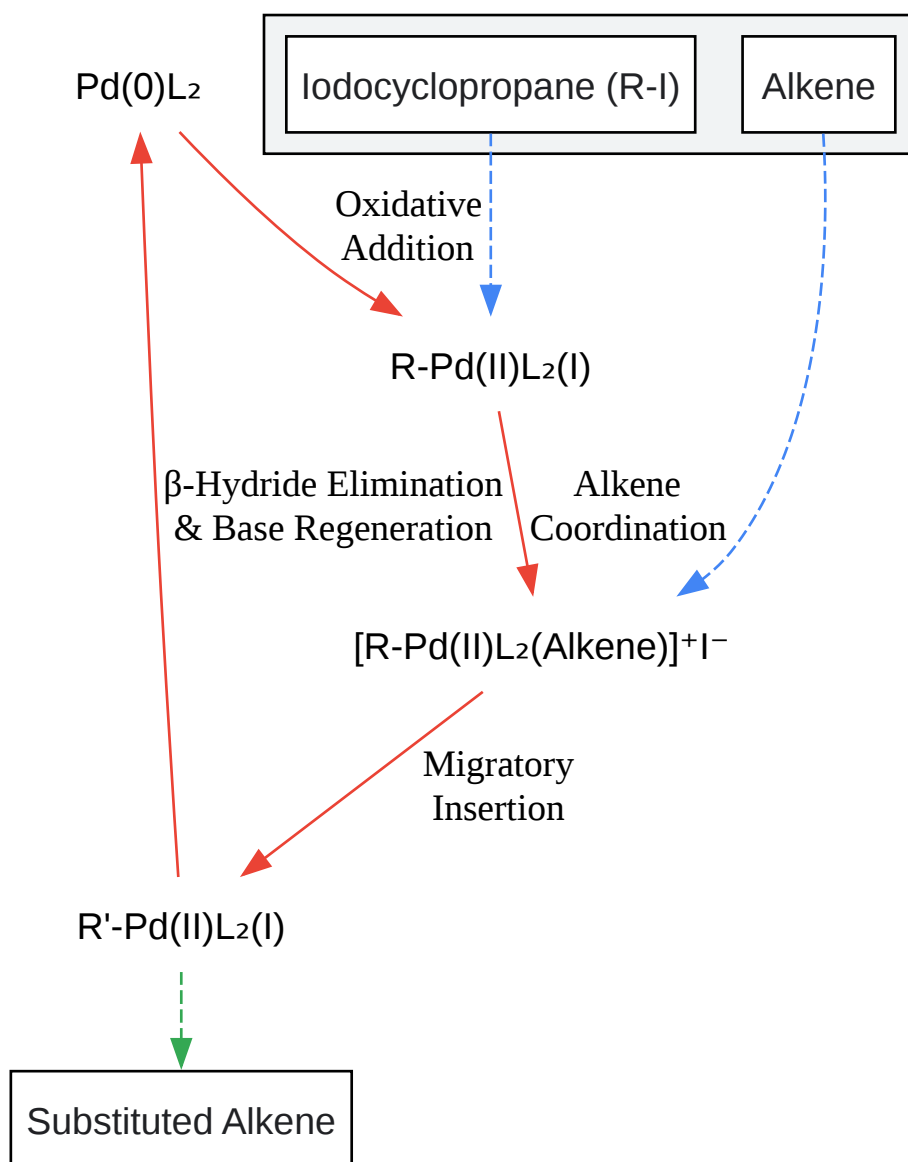 Pd(0)L₂
Iodocyclopropane (R-I)
Alkene
Oxidative
Addition
R-Pd(II)L₂(I)
β-Hydride Elimination
& Base Regeneration
Alkene
Coordination
[R-Pd(II)L₂(Alkene)]⁺I⁻
Migratory
Insertion
R'-Pd(II)L₂(I)
Substituted Alkene